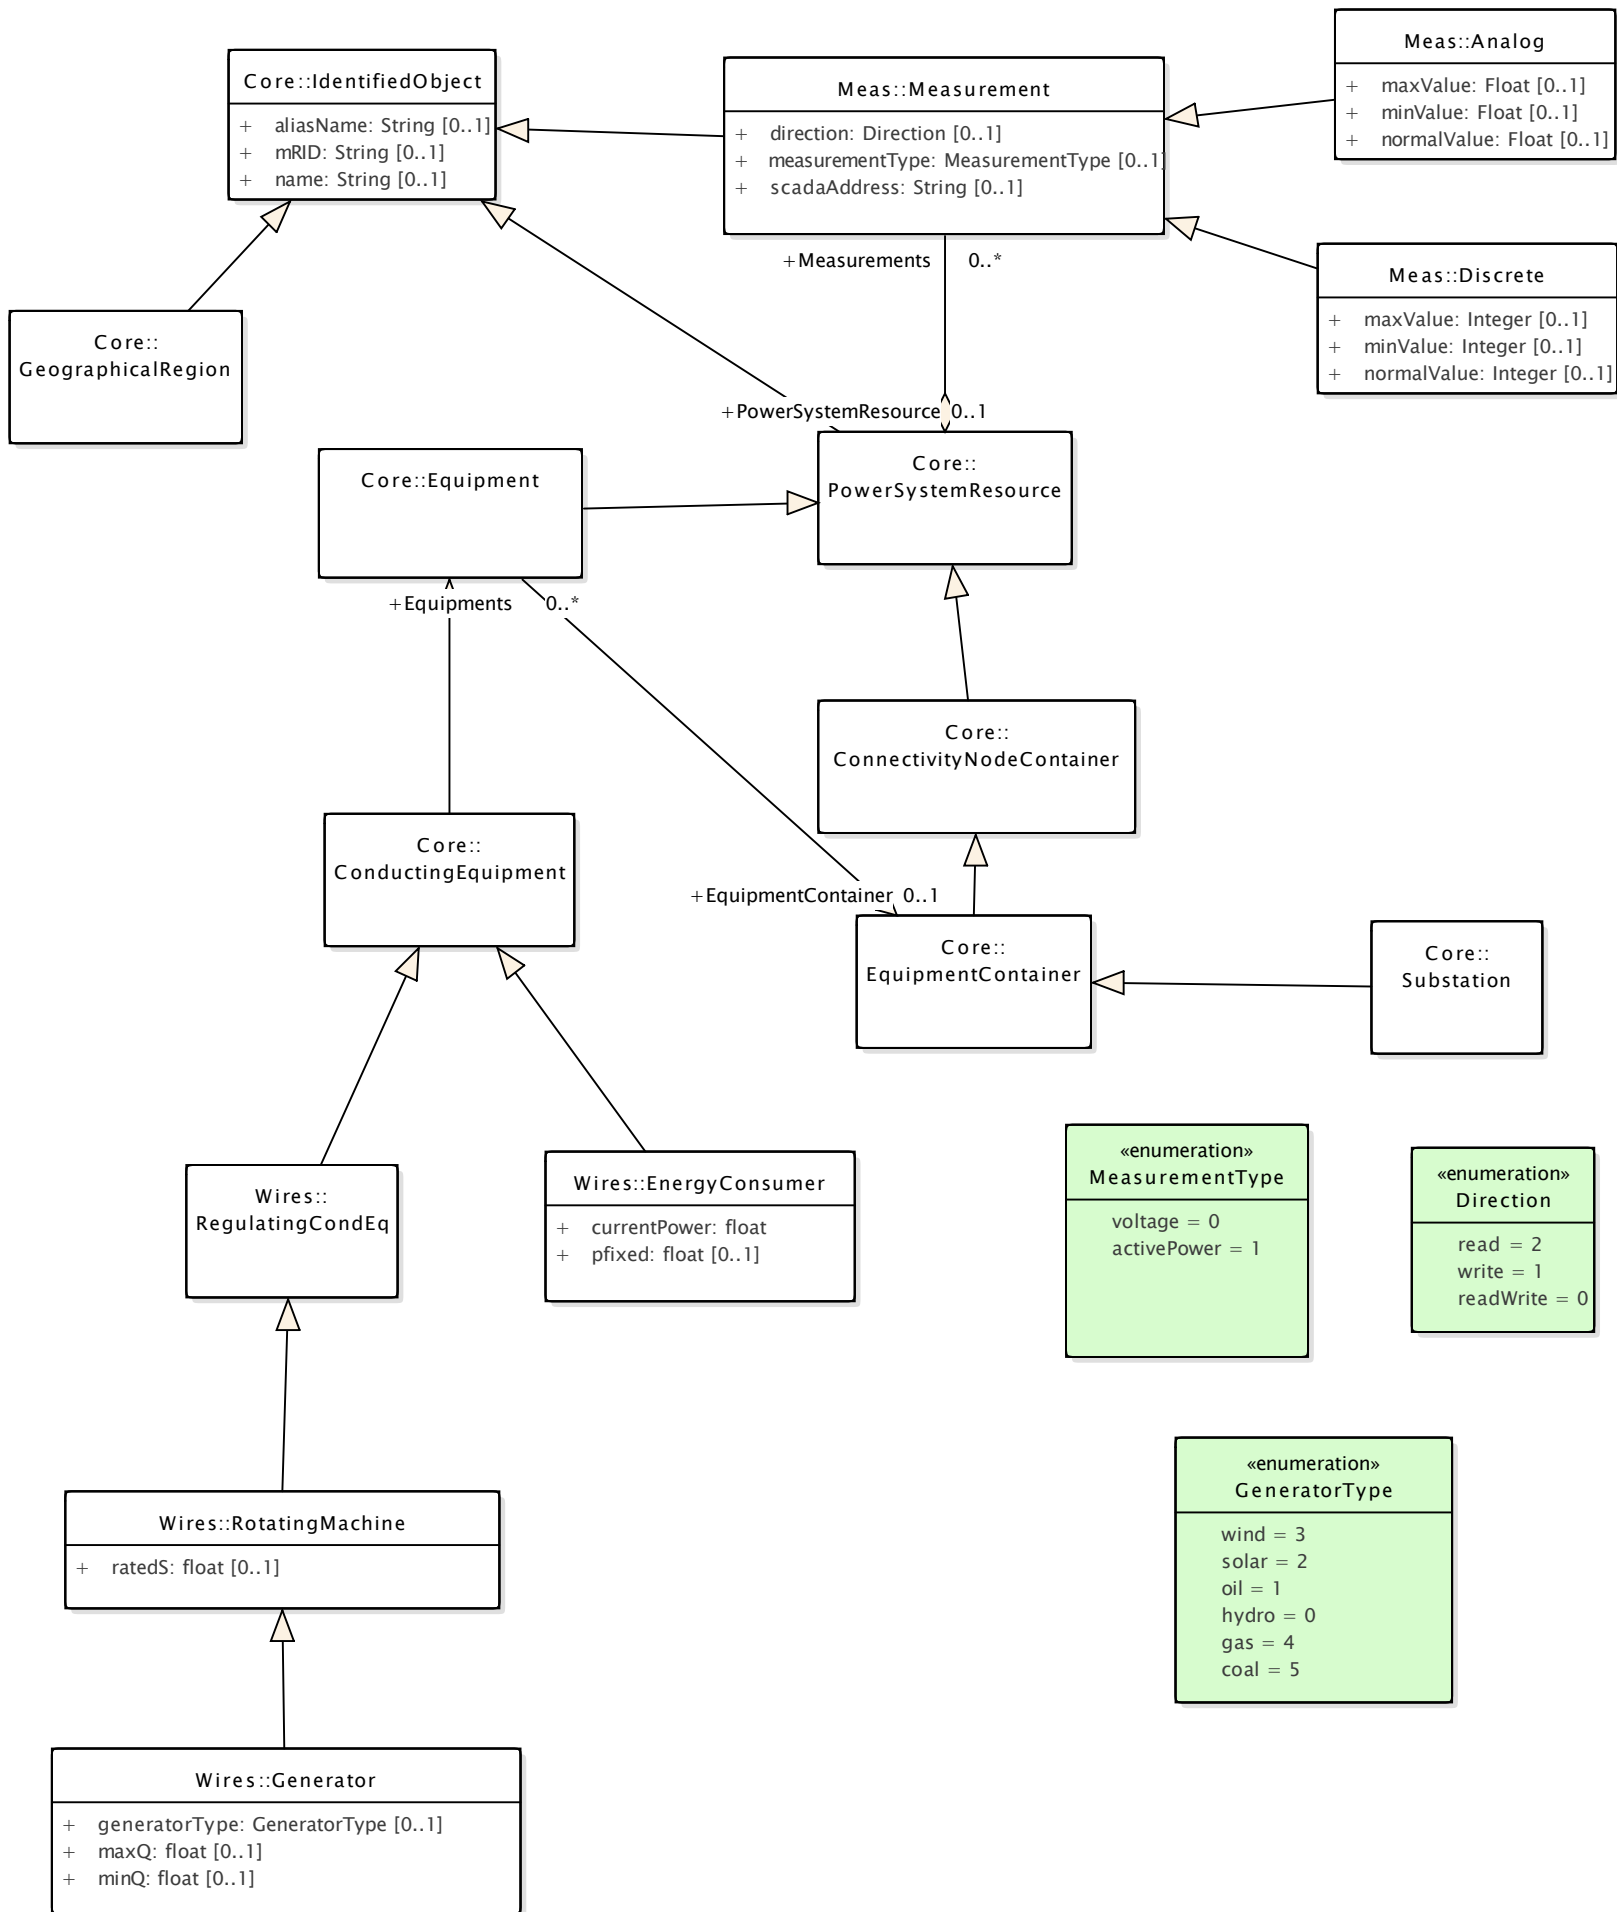 Core::IdentifiedObject
+ aliasName: String [0..1]
+ mRID: String [0..1]
+ name: String [0..1]
Meas::Measurement
+ direction: Direction [0..1]
+ measurementType: MeasurementType [0..1]
+ scadaAddress: String [0..1]
Meas::Analog
+ maxValue: Float [0..1]
+ minValue: Float [0..1]
+ normalValue: Float [0..1]
Meas::Discrete
+ maxValue: Integer [0..1]
+ minValue: Integer [0..1]
+ normalValue: Integer [0..1]
+Measurements 0..*
Core::
GeographicalRegion
+PowerSystemResource 0..1
Core::
PowerSystemResource
Core::Equipment
+Equipments 0..*
Core::
ConnectivityNodeContainer
Core::
ConductingEquipment
+EquipmentContainer 0..1
Core::
EquipmentContainer
Core::
Substation
Wires::
RegulatingCondEq
Wires::EnergyConsumer
+ currentPower: float
+ pfixed: float [0..1]
«enumeration»
MeasurementType
voltage = 0
activePower = 1
«enumeration»
Direction
read = 2
write = 1
readWrite = 0
«enumeration»
GeneratorType
wind = 3
solar = 2
oil = 1
hydro = 0
gas = 4
coal = 5
Wires::RotatingMachine
+ ratedS: float [0..1]
Wires::Generator
+ generatorType: GeneratorType [0..1]
+ maxQ: float [0..1]
+ minQ: float [0..1]